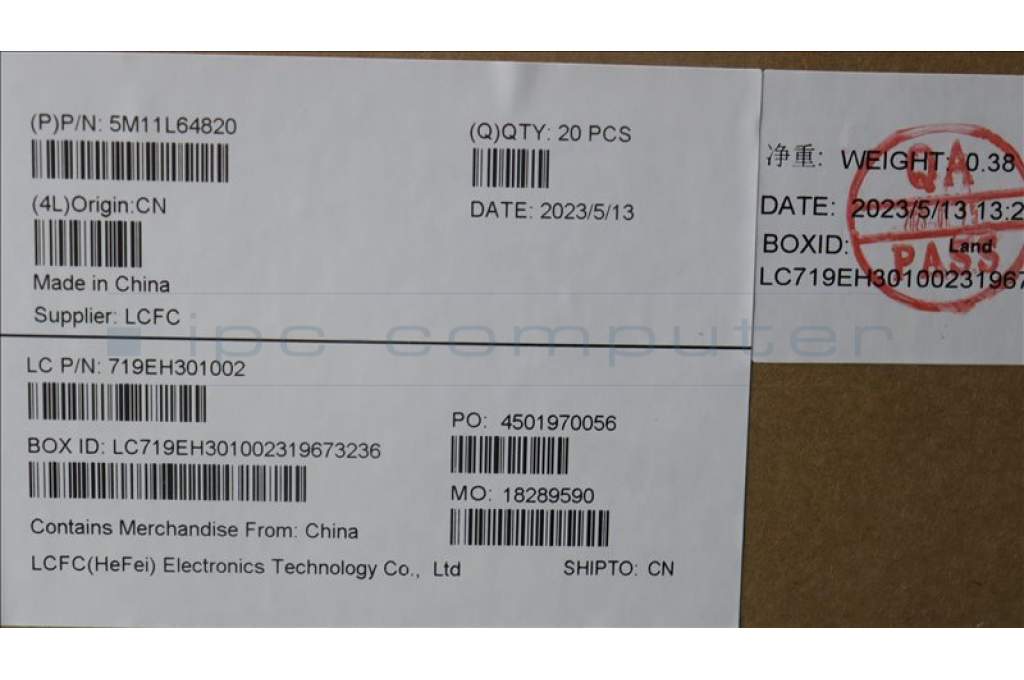 (P)P/N: 5M11L64820
(Q)QTY: 20 PCS
(4L)Origin:CN
DATE: 2023/5/13
Made in China
Supplier: LCFC
LC P/N: 719EH301002
PO: 4501970056
BOX ID: LC719EH301002319673236
MO: 18289590
Contains Merchandise From: China
LCFC(HeFei) Electronics Technology Co., Ltd
SHIPTO: CN
净重: WEIGHT: 0.38
DATE: 2023/5/13 13:2
BOXID: Land
LC719EH30100231967
QA
PASS
ipc-computer